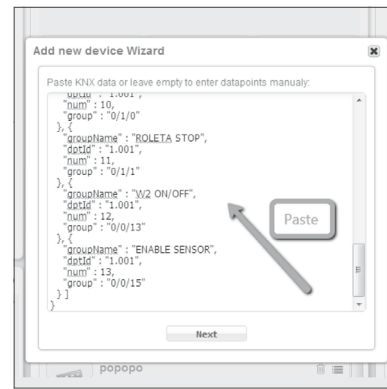 Add new device Wizard
Paste KNX data or leave empty to enter datapoints manualy:
"dptId" : "1.001",
"num" : 10,
"group" : "0/1/0"
}, {
"groupName" : "ROLETA STOP",
"dptId" : "1.001",
"num" : 11,
"group" : "0/1/1"
}, {
"groupName" : "W2 ON/OFF",
"dptId" : "1.001",
"num" : 12,
"group" : "0/0/13"
}, {
"groupName" : "ENABLE SENSOR",
"dptId" : "1.001",
"num" : 13,
"group" : "0/0/15"
} ]
}
Paste
Next
popopo